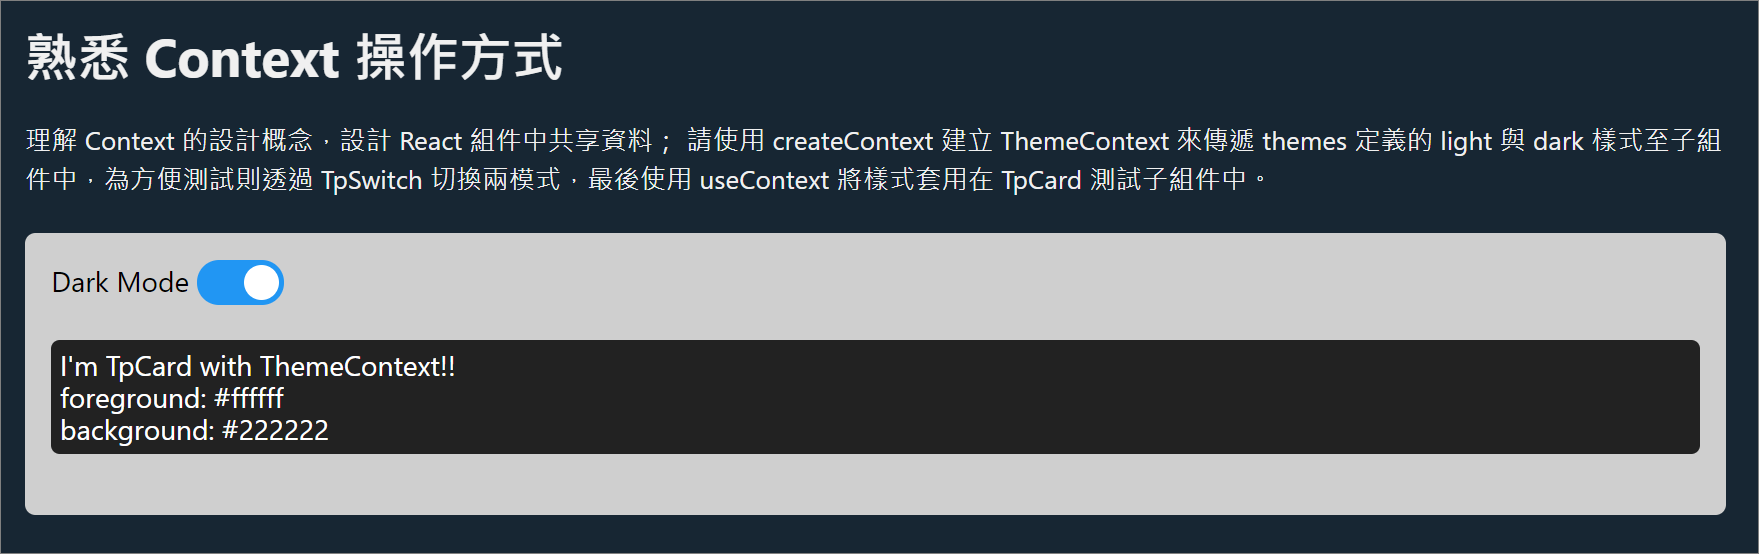 熟悉 Context 操作方式
理解 Context 的設計概念，設計 React 組件中共享資料； 請使用 createContext 建立 ThemeContext 來傳遞 themes 定義的 light 與 dark 樣式至子組
件中，為方便測試則透過 TpSwitch 切換兩模式，最後使用 useContext 將樣式套用在 TpCard 測試子組件中。
Dark Mode
I'm TpCard with ThemeContext!!
foreground: #ffffff
background: #222222